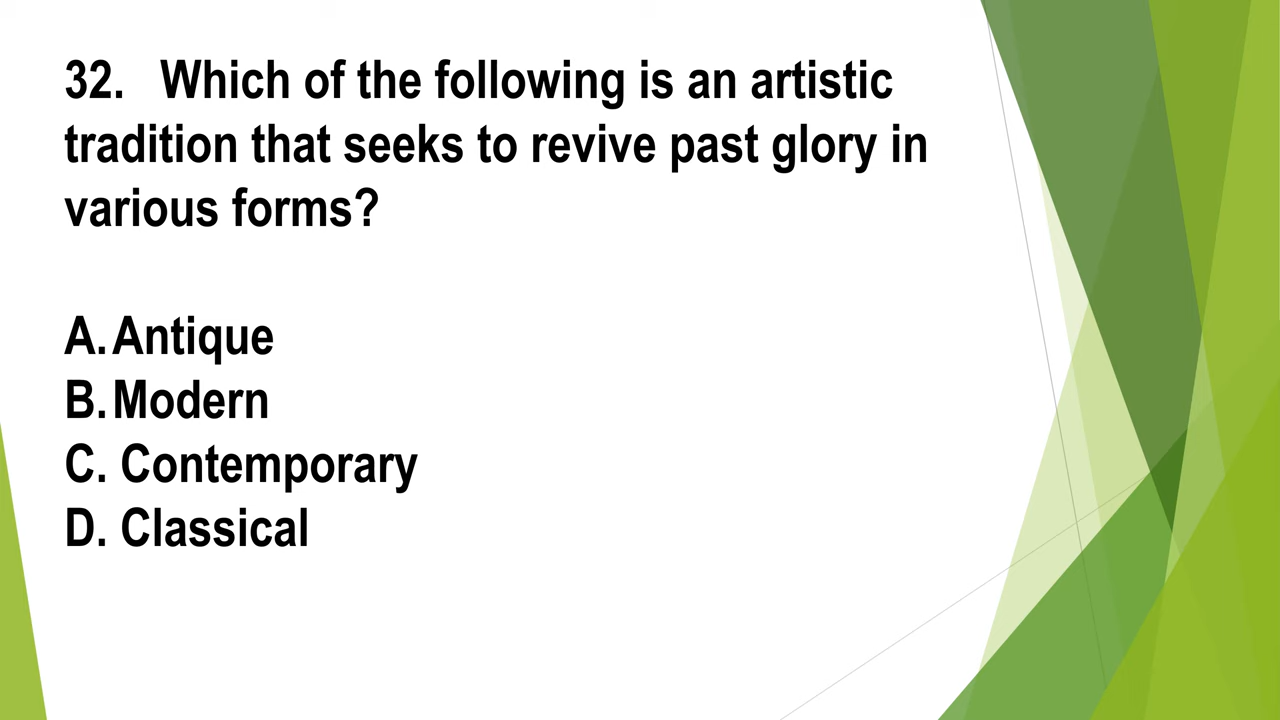 32. Which of the following is an artistic
tradition that seeks to revive past glory in
various forms?
A. Antique
B. Modern
C. Contemporary
D. Classical